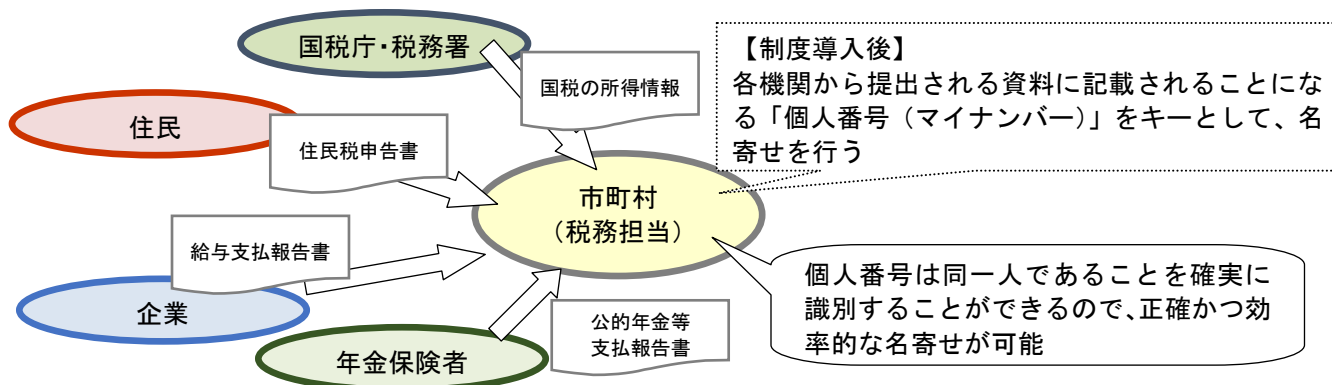 国税庁・税務署
国税の所得情報
住民
住民税申告書
【制度導入後】
各機関から提出される資料に記載されることにな
る「個人番号（マイナンバー）」をキーとして、名
寄せを行う
市町村
（税務担当）
給与支払報告書
企業
年金保険者
公的年金等
支払報告書
個人番号は同一人であることを確実に
識別することができるので、正確かつ効
率的な名寄せが可能